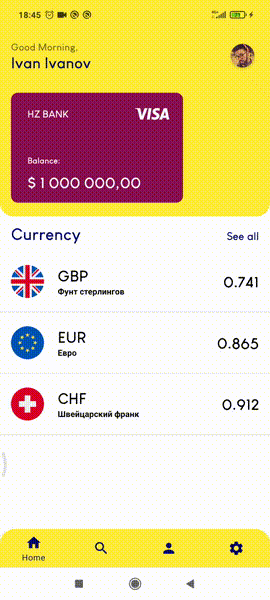 18:45
Good Morning,
Ivan Ivanov
HZ BANK VISA
Balance:
$ 1 000 000,00
Currency See all
GBP 0.741
Фунт стерлингов
EUR 0.865
Евро
CHF 0.912
Швейцарский франк
Home